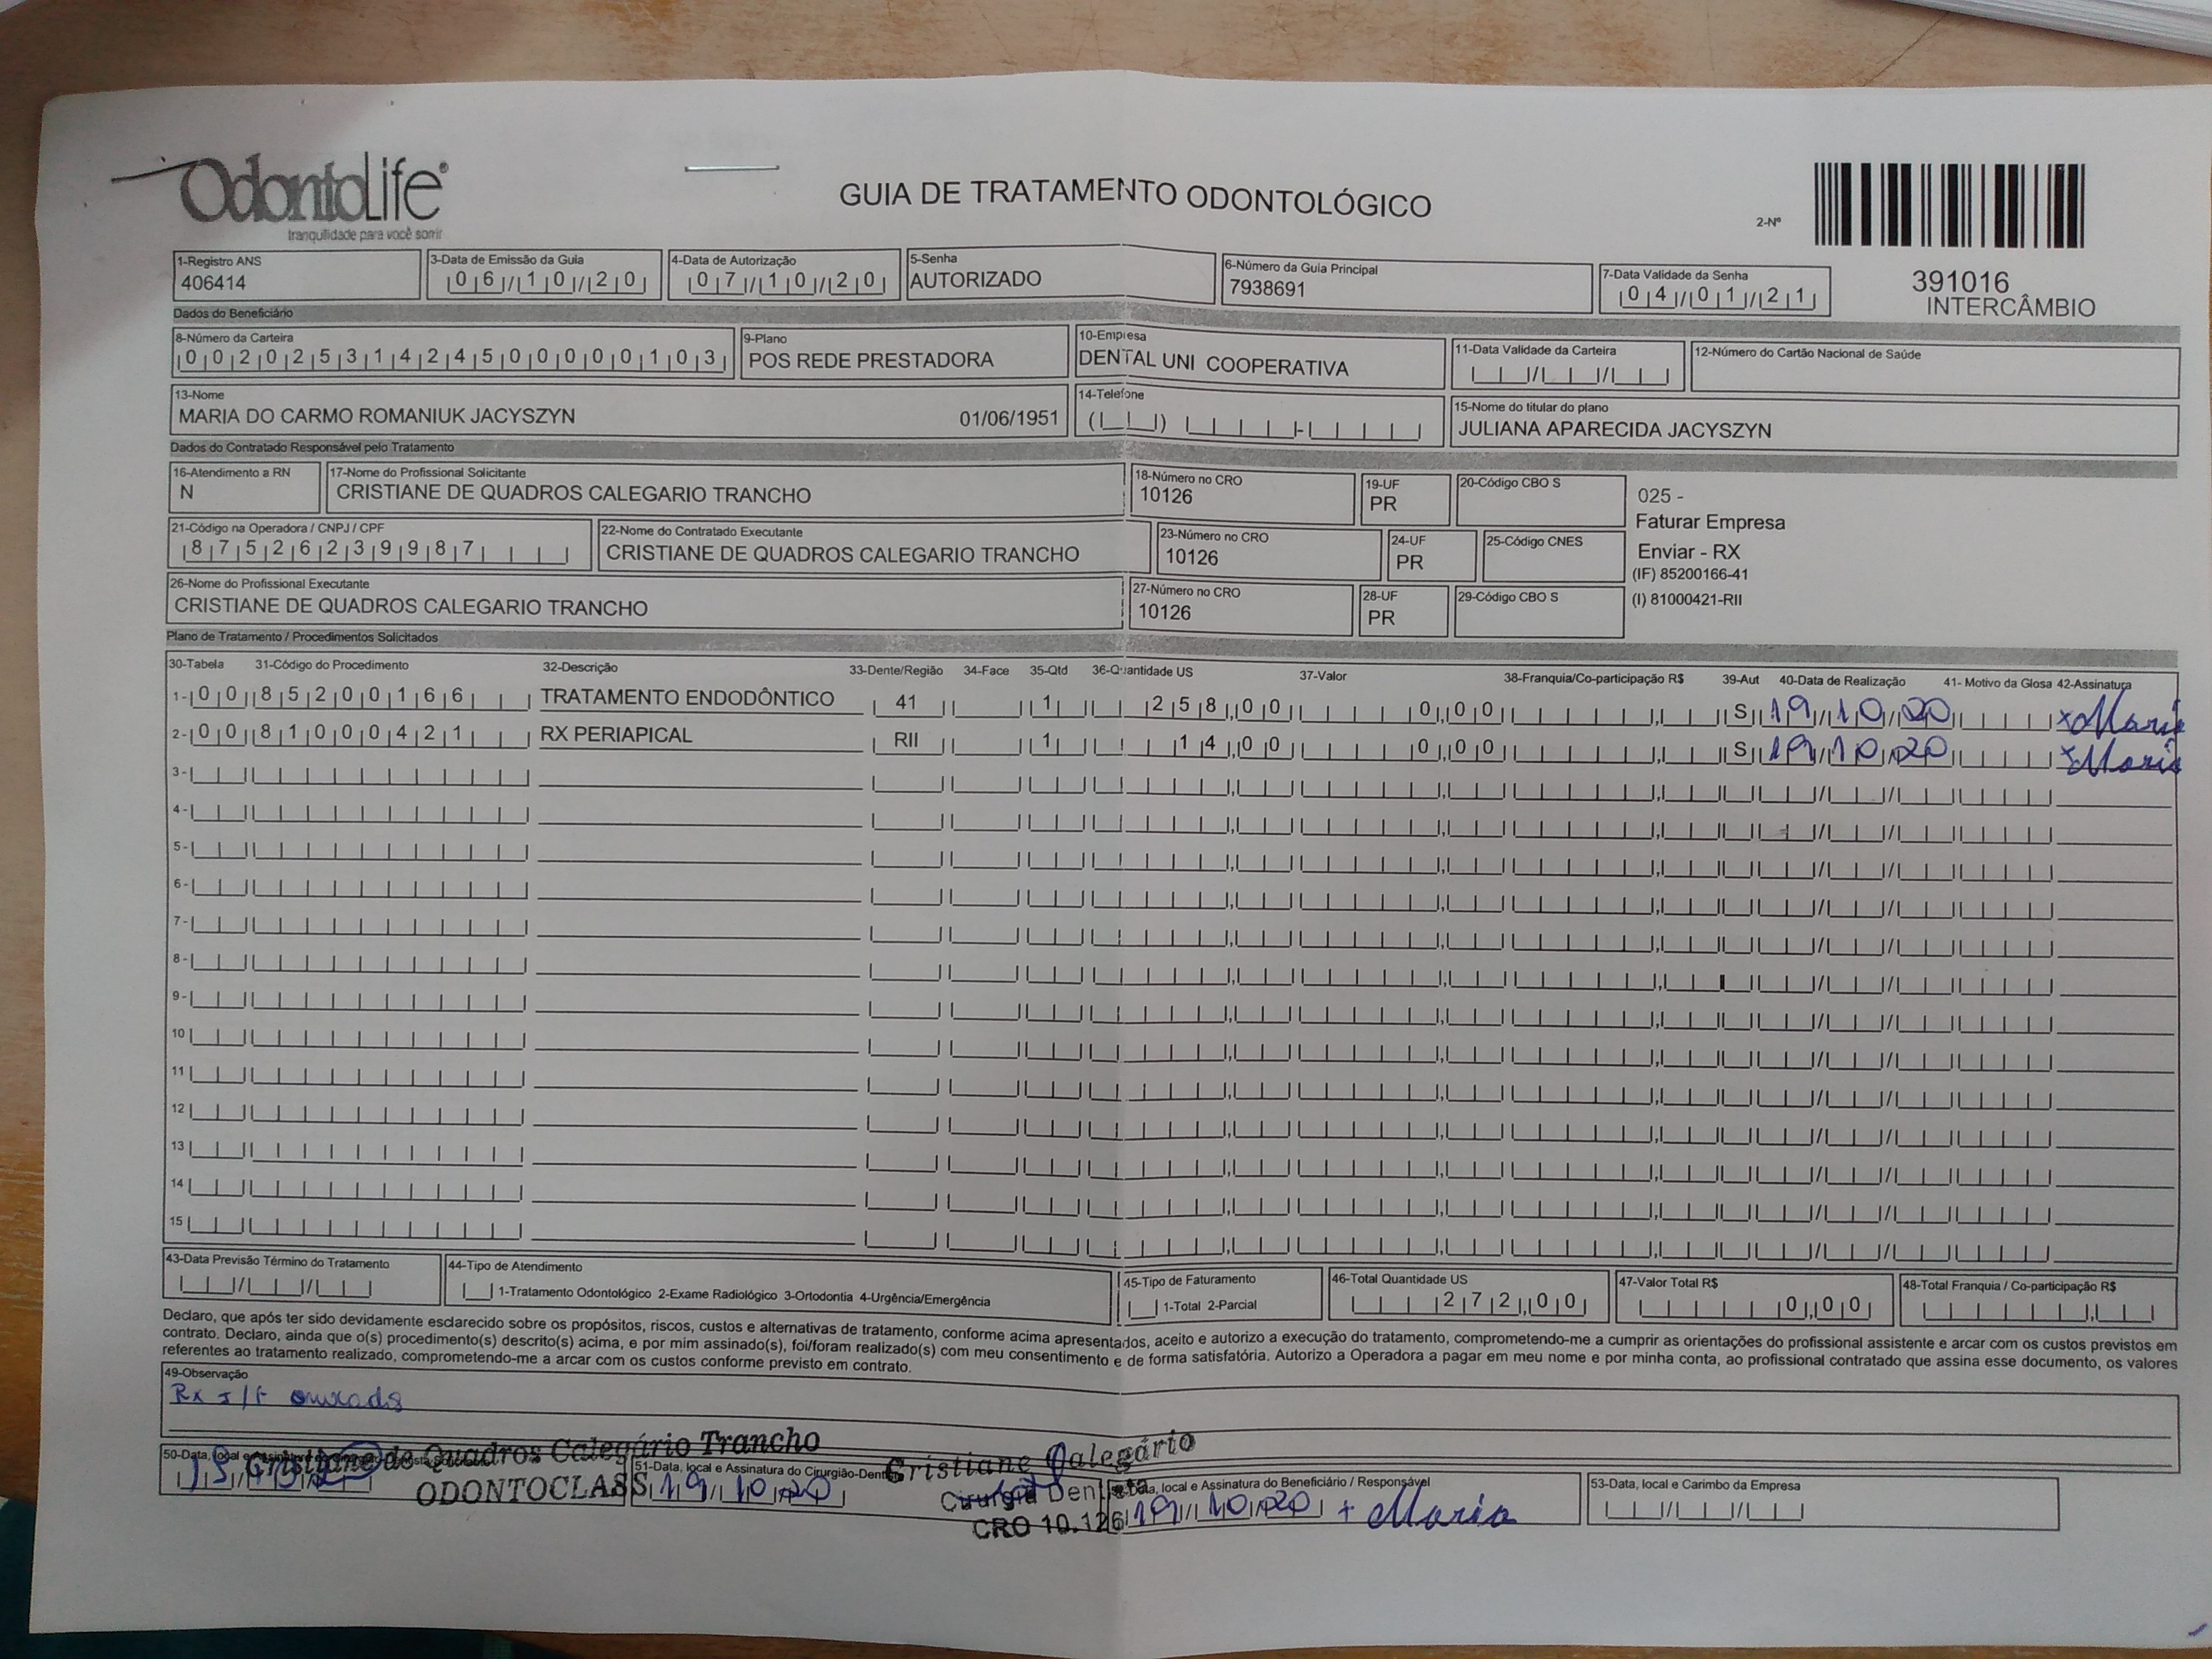 OdontoLife®
tranquilidade para você sorrir
GUIA DE TRATAMENTO ODONTOLÓGICO
2-Nº
391016
INTERCÂMBIO
1-Registro ANS
406414
3-Data de Emissão da Guia
06/10/20
4-Data de Autorização
07/10/20
5-Senha
AUTORIZADO
6-Número da Guia Principal
7938691
7-Data Validade da Senha
04/01/21
Dados do Beneficiário
8-Número da Carteira
00202531424500000103
9-Plano
POS REDE PRESTADORA
10-Empresa
DENTAL UNI COOPERATIVA
11-Data Validade da Carteira
12-Número do Cartão Nacional de Saúde
13-Nome
MARIA DO CARMO ROMANIUK JACYSZYN 01/06/1951
14-Telefone
15-Nome do titular do plano
JULIANA APARECIDA JACYSZYN
Dados do Contratado Responsável pelo Tratamento
16-Atendimento a RN
N
17-Nome do Profissional Solicitante
CRISTIANE DE QUADROS CALEGARIO TRANCHO
18-Número no CRO
10126
19-UF
PR
20-Código CBO S
025 -
Faturar Empresa
Enviar - RX
(IF) 85200166-41
(I) 81000421-RII
21-Código na Operadora / CNPJ / CPF
87526239987
22-Nome do Contratado Executante
CRISTIANE DE QUADROS CALEGARIO TRANCHO
23-Número no CRO
10126
24-UF
PR
25-Código CNES
26-Nome do Profissional Executante
CRISTIANE DE QUADROS CALEGARIO TRANCHO
27-Número no CRO
10126
28-UF
PR
29-Código CBO S
Plano de Tratamento / Procedimentos Solicitados
30-Tabela 31-Código do Procedimento 32-Descrição 33-Dente/Região 34-Face 35-Qtd 36-Quantidade US 37-Valor 38-Franquia/Co-participação R$ 39-Aut 40-Data de Realização 41- Motivo da Glosa 42-Assinatura
1- 00 85200166 TRATAMENTO ENDODÔNTICO 41 1 258,00 0,00 S 19/10/20 x Maria
2- 00 81000421 RX PERIAPICAL RII 1 14,00 0,00 S 19/10/20 x Maria
3-
4-
5-
6-
7-
8-
9-
10
11
12
13
14
15
43-Data Previsão Término do Tratamento
44-Tipo de Atendimento
1-Tratamento Odontológico 2-Exame Radiológico 3-Ortodontia 4-Urgência/Emergência
45-Tipo de Faturamento
1-Total 2-Parcial
46-Total Quantidade US
272,00
47-Valor Total R$
0,00
48-Total Franquia / Co-participação R$
Declaro, que após ter sido devidamente esclarecido sobre os propósitos, riscos, custos e alternativas de tratamento, conforme acima apresentados, aceito e autorizo a execução do tratamento, comprometendo-me a cumprir as orientações do profissional assistente e arcar com os custos previstos em
contrato. Declaro, ainda que o(s) procedimento(s) descrito(s) acima, e por mim assinado(s), foi/foram realizado(s) com meu consentimento e de forma satisfatória. Autorizo a Operadora a pagar em meu nome e por minha conta, ao profissional contratado que assina esse documento, os valores
referentes ao tratamento realizado, comprometendo-me a arcar com os custos conforme previsto em contrato.
49-Observação
Rx I/F
Cristiane de Quadros Calegário Trancho
ODONTOCLASS
51-Data, local e Assinatura do Cirurgião-Dentista
19/10/20
Cristiane Calegário
Cirurgiã Dentista
CRO 10.126
Data, local e Assinatura do Beneficiário / Responsável
19/10/20 + Maria
53-Data, local e Carimbo da Empresa